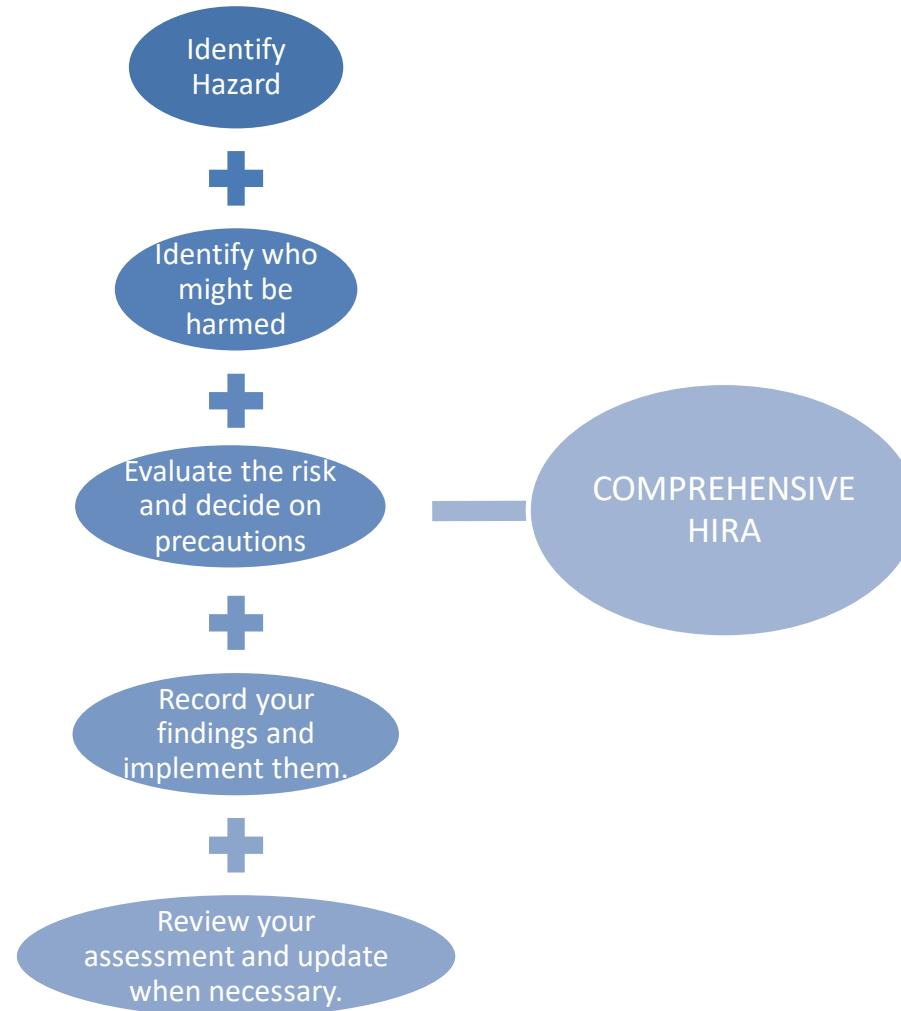 Identify
Hazard
Identify who
might be
harmed
Evaluate the risk
and decide on
precautions
Record your
findings and
implement them.
Review your
assessment and update
when necessary.
COMPREHENSIVE
HIRA